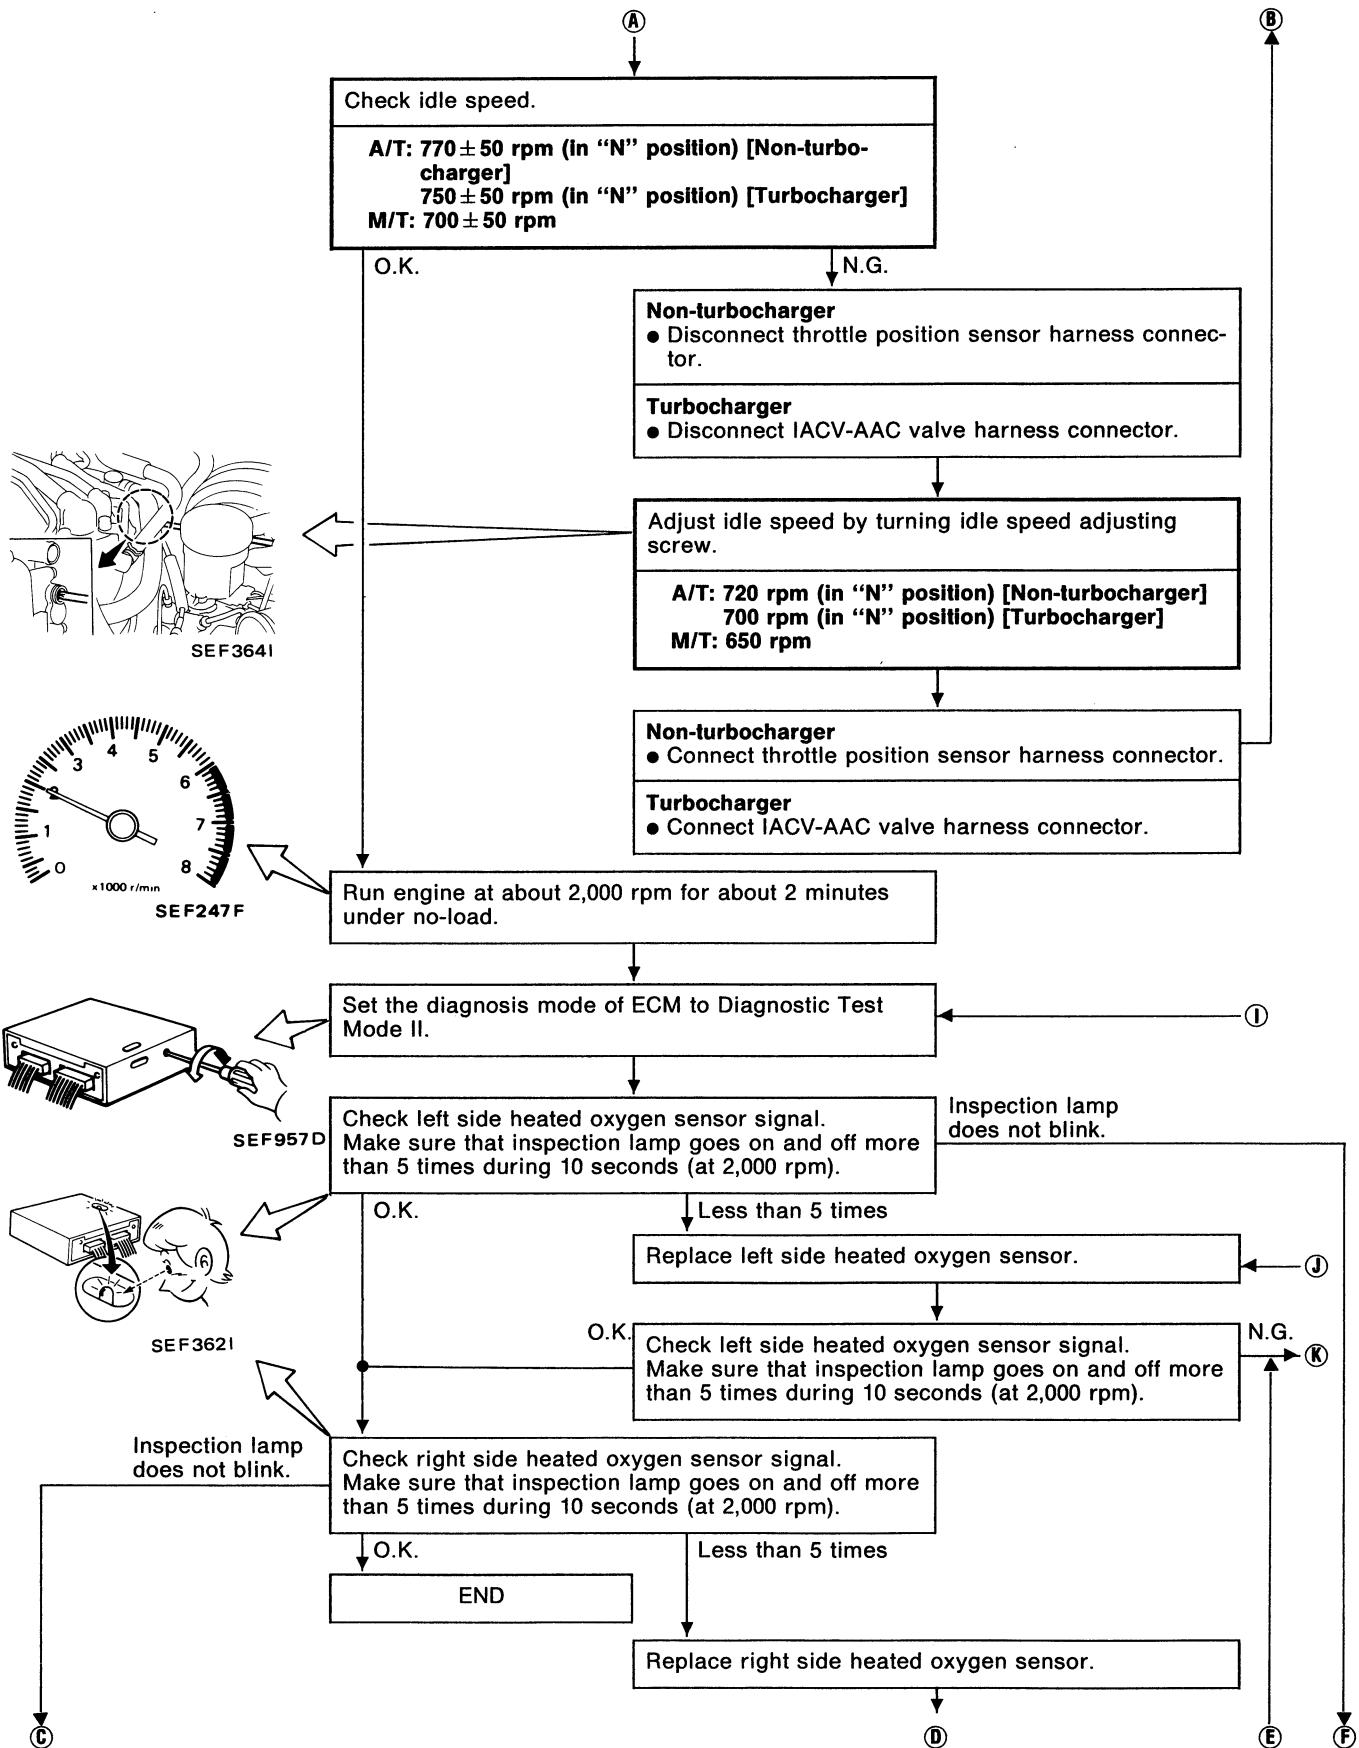 A
B
Check idle speed.
A/T: 770 ± 50 rpm (in “N” position) [Non-turbo-
charger]
750 ± 50 rpm (in “N” position) [Turbocharger]
M/T: 700 ± 50 rpm
O.K.
N.G.
Non-turbocharger
● Disconnect throttle position sensor harness connec-
tor.
Turbocharger
● Disconnect IACV-AAC valve harness connector.
Adjust idle speed by turning idle speed adjusting
screw.
A/T: 720 rpm (in “N” position) [Non-turbocharger]
700 rpm (in “N” position) [Turbocharger]
M/T: 650 rpm
SEF364I
Non-turbocharger
● Connect throttle position sensor harness connector.
Turbocharger
● Connect IACV-AAC valve harness connector.
0
1
2
3
4
5
6
7
8
x1000 r/min
SEF247F
Run engine at about 2,000 rpm for about 2 minutes
under no-load.
Set the diagnosis mode of ECM to Diagnostic Test
Mode II.
I
SEF957D
Check left side heated oxygen sensor signal.
Make sure that inspection lamp goes on and off more
than 5 times during 10 seconds (at 2,000 rpm).
Inspection lamp
does not blink.
O.K.
Less than 5 times
Replace left side heated oxygen sensor.
J
SEF362I
O.K.
Check left side heated oxygen sensor signal.
Make sure that inspection lamp goes on and off more
than 5 times during 10 seconds (at 2,000 rpm).
N.G.
K
Inspection lamp
does not blink.
Check right side heated oxygen sensor signal.
Make sure that inspection lamp goes on and off more
than 5 times during 10 seconds (at 2,000 rpm).
O.K.
Less than 5 times
END
Replace right side heated oxygen sensor.
C
D
E
F